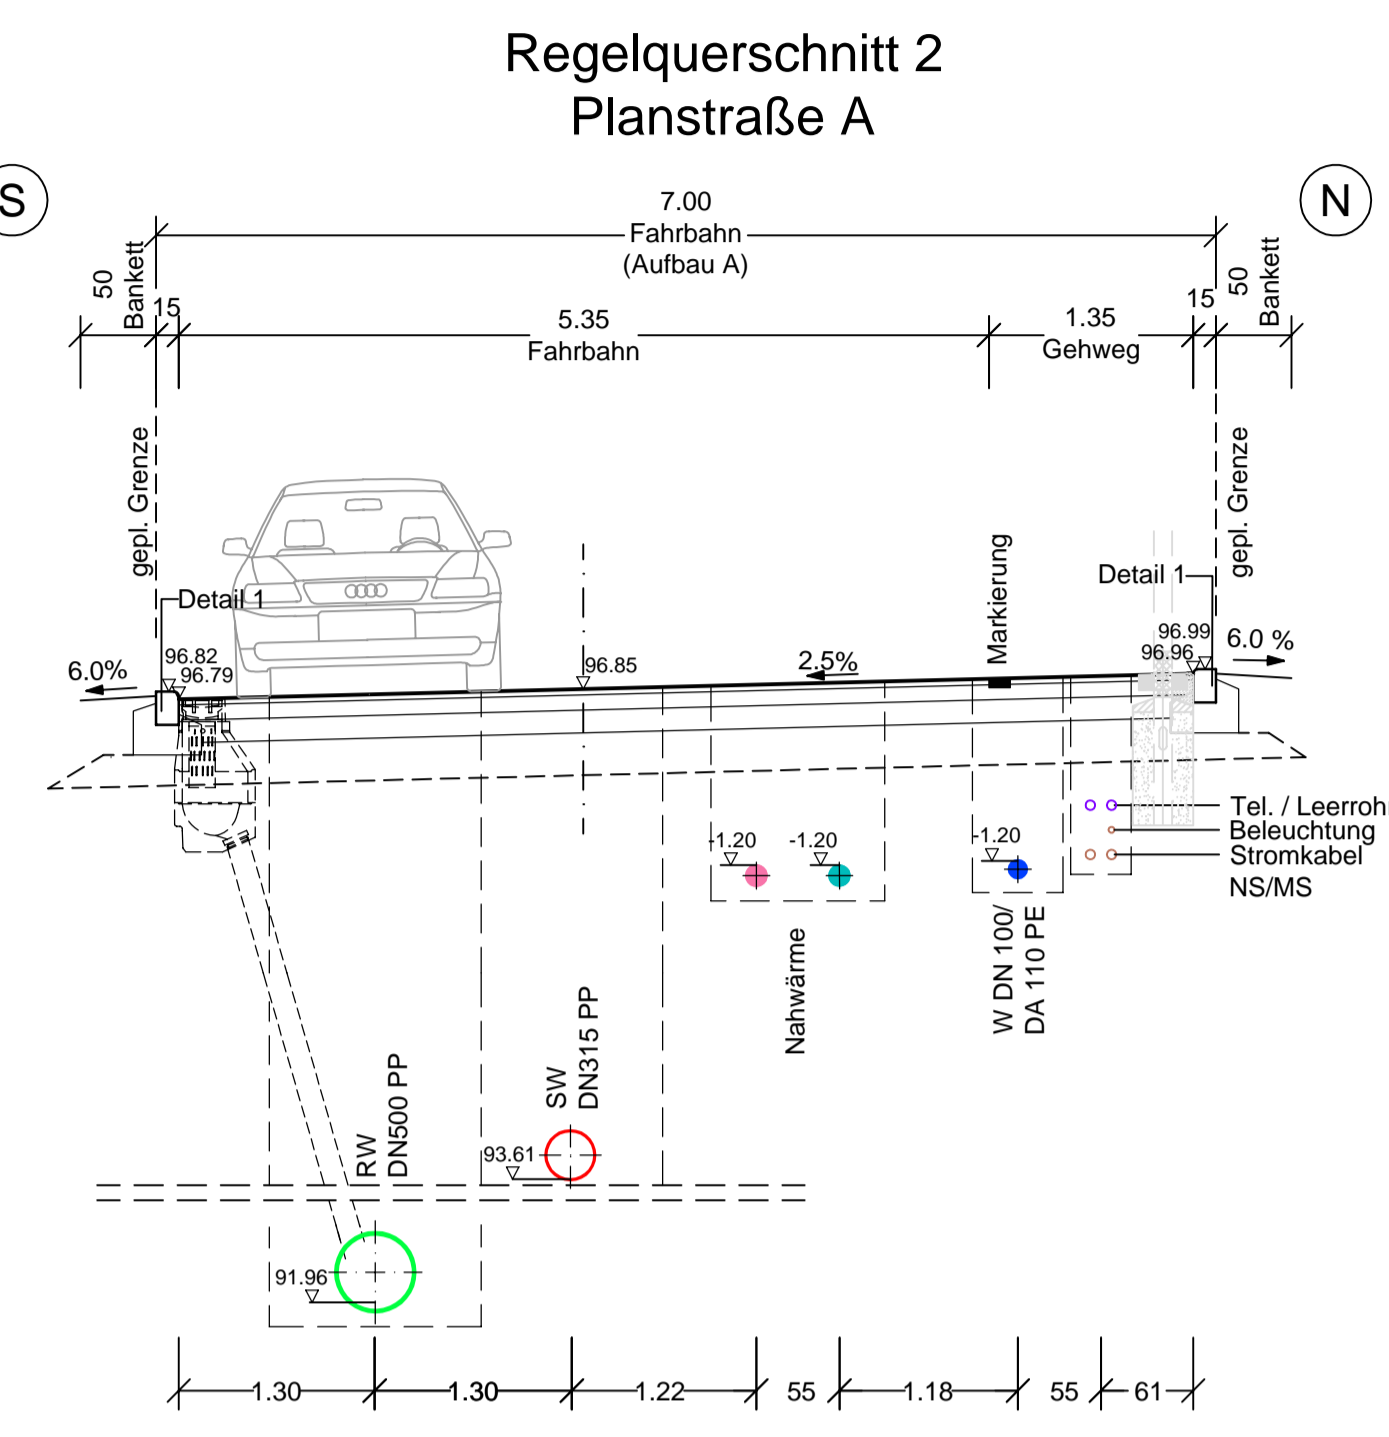 Regelquerschnitt 2
Planstraße A
S
N
7.00
Fahrbahn
(Aufbau A)
50
Bankett
15
5.35
Fahrbahn
1.35
Gehweg
15
50
Bankett
gepl. Grenze
gepl. Grenze
Markierung
Detail 1
Detail 1
6.0%
96.82
96.79
96.85
2.5%
96.99
96.96
6.0 %
-1.20
-1.20
-1.20
Tel. / Leerroh
Beleuchtung
Stromkabel
NS/MS
Nahwärme
W DN 100/
DA 110 PE
SW
DN315 PP
RW
DN500 PP
93.61
91.96
1.30
1.30
1.22
55
1.18
55
61